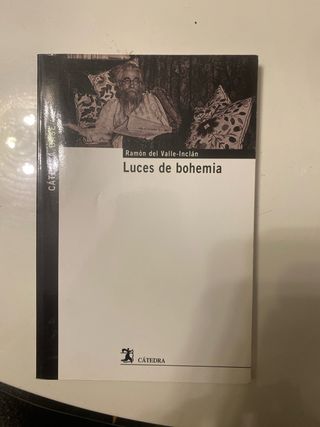 Ramón del Valle-Inclán
Luces de bohemia
CÁTEDRA